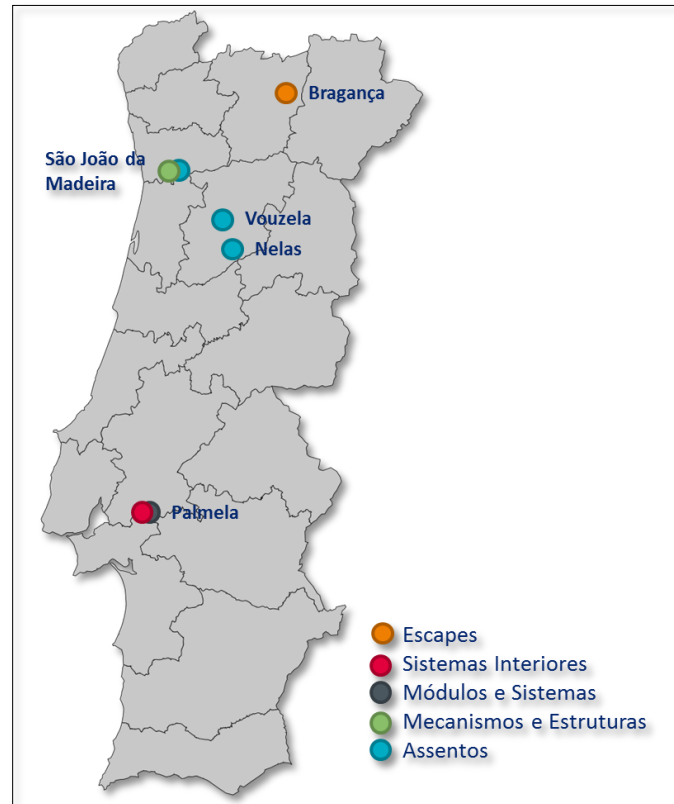 Bragança
São João da
Madeira
Vouzela
Nelas
Palmela
Escapes
Sistemas Interiores
Módulos e Sistemas
Mecanismos e Estruturas
Assentos